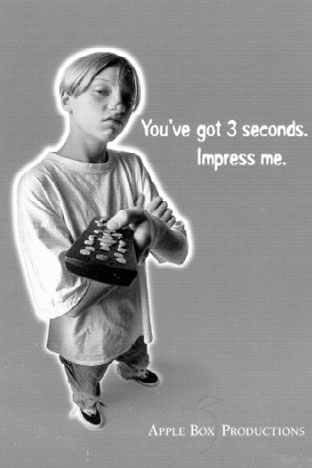 You've got 3 seconds.
Impress me.
APPLE BOX PRODUCTIONS